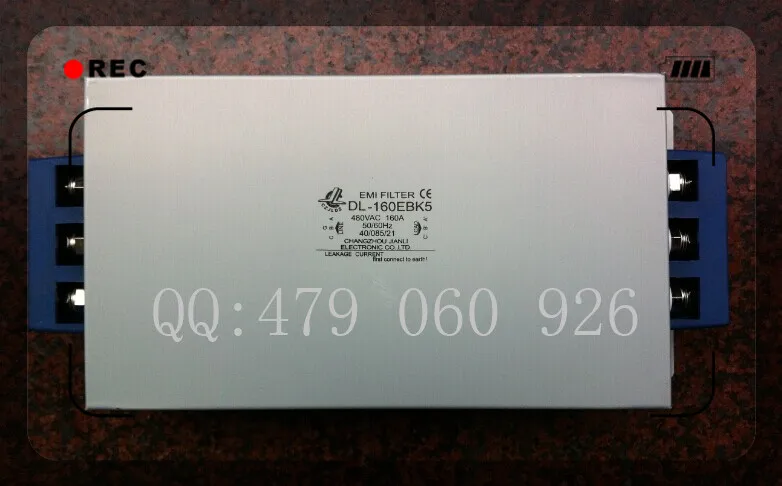 REC
EMI FILTER CE
DL-160EBK5
480VAC 160A
50/60Hz
40/085/21
C B A
C B A
CHANGZHOU JIANLI
ELECTRONIC CO.,LTD
LEAKAGE CURRENT
first connect to earth!
QQ:479 060 926